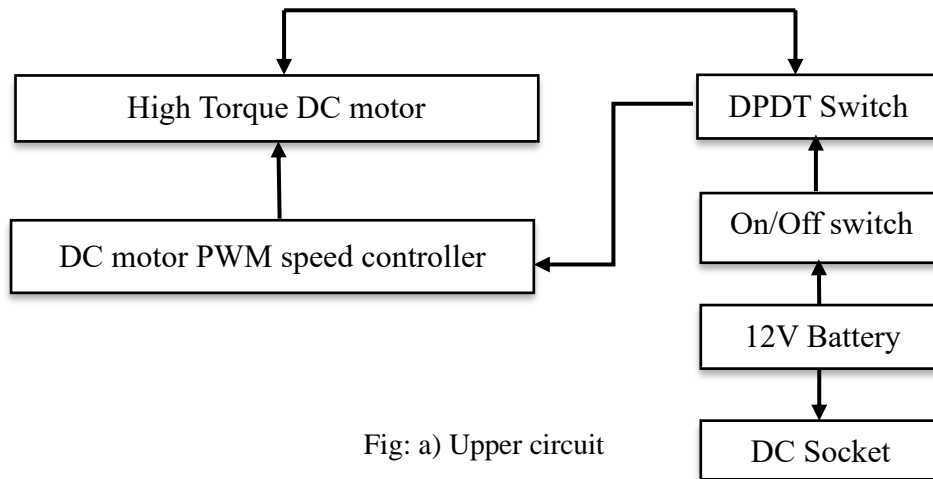 High Torque DC motor
DPDT Switch
On/Off switch
DC motor PWM speed controller
12V Battery
Fig: a) Upper circuit
DC Socket